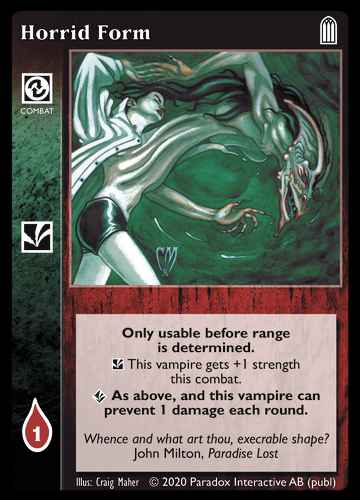 Horrid Form
COMBAT
CM
Only usable before range
is determined.
This vampire gets +1 strength
this combat.
As above, and this vampire can
prevent 1 damage each round.
Whence and what art thou, execrable shape?
John Milton, Paradise Lost
1
Illus: Craig Maher © 2020 Paradox Interactive AB (publ)